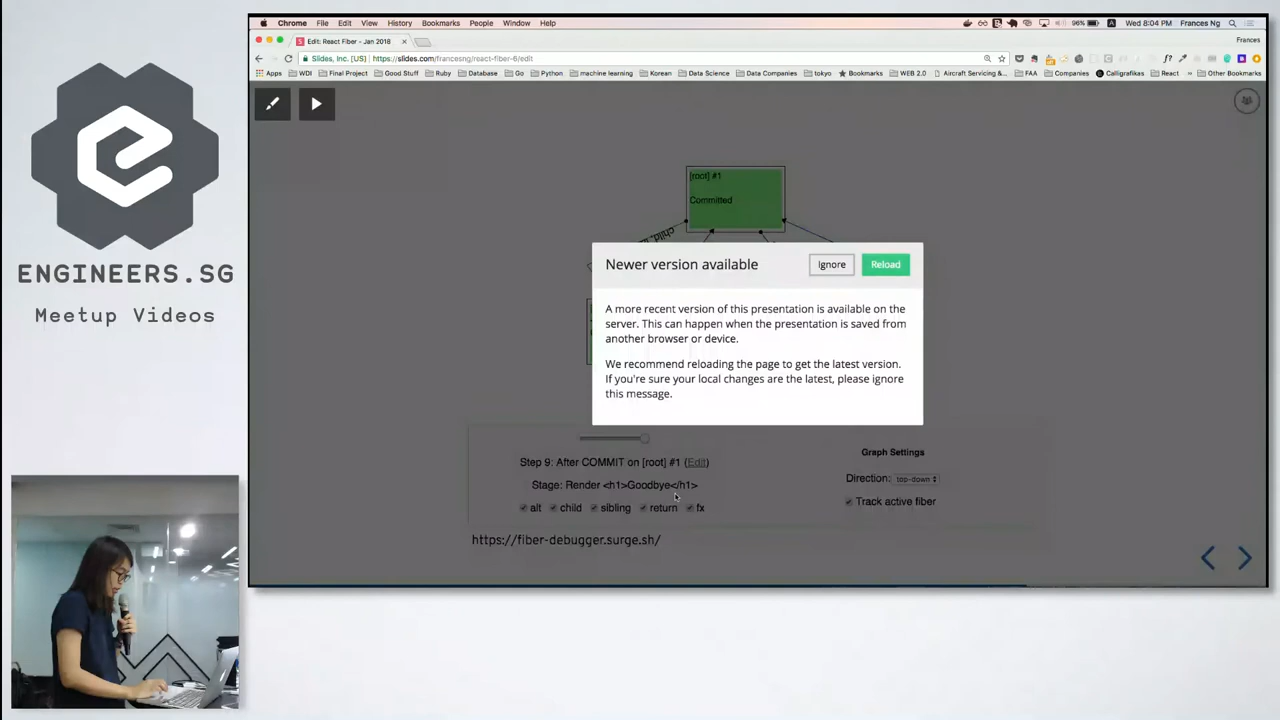 Chrome File Edit View History Bookmarks People Window Help
96% Wed 8:04 PM Frances Ng
Edit: React Fiber - Jan 2018
Frances
Slides, Inc. [US] https://slides.com/francesng/react-fiber-6/edit
Apps WDI Final Project Good Stuff Ruby Database Go Python machine learning Korean Data Science Data Companies tokyo Bookmarks WEB 2.0 Aircraft Servicing &... FAA Companies Calligrafikas React Other Bookmarks
[root] #1
Committed
child,
Newer version available
Ignore
Reload
A more recent version of this presentation is available on the
server. This can happen when the presentation is saved from
another browser or device.
We recommend reloading the page to get the latest version.
If you're sure your local changes are the latest, please ignore
this message.
Step 9: After COMMIT on [root] #1 (Edit)
Stage: Render <h1>Goodbye</h1>
alt child sibling return fx
Graph Settings
Direction: top-down
Track active fiber
https://fiber-debugger.surge.sh/
ENGINEERS.SG
Meetup Videos